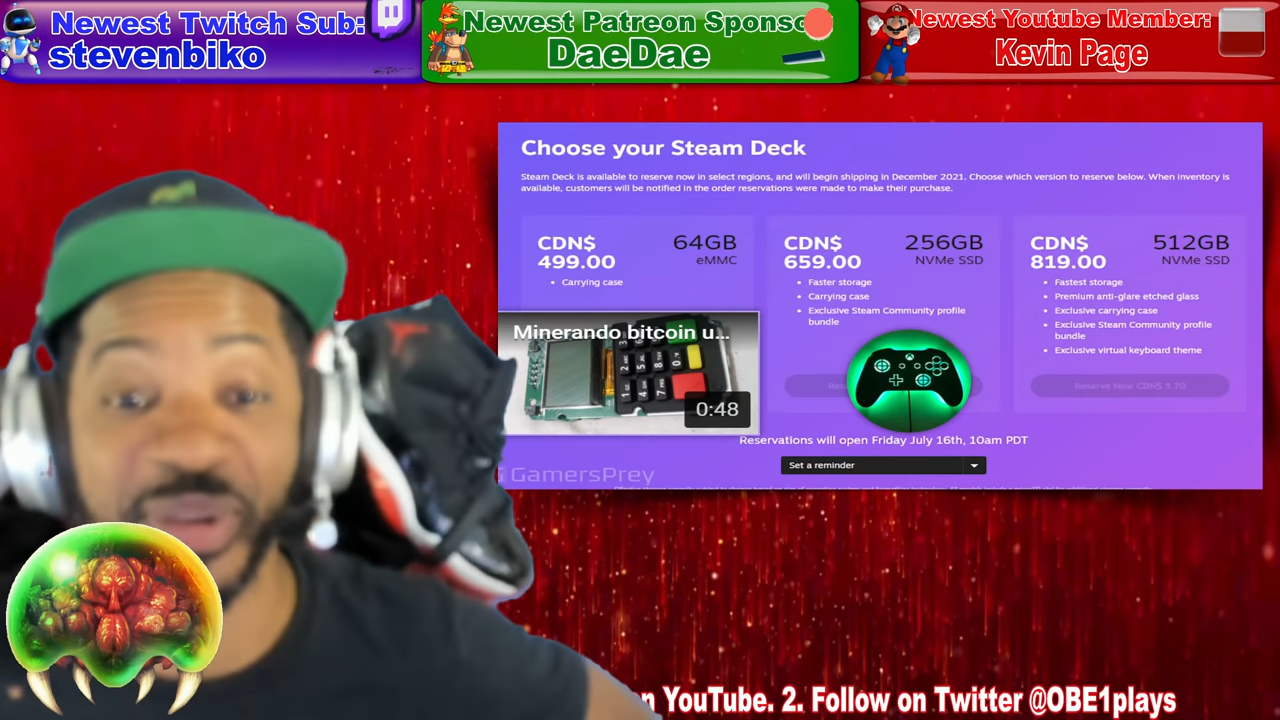 Newest Twitch Sub:
stevenbiko
Newest Patreon Sponso
DaeDae
Newest Youtube Member:
Kevin Page
Choose your Steam Deck
Steam Deck is available to reserve now in select regions, and will begin shipping in December 2021. Choose which version to reserve below. When inventory is
available, customers will be notified in the order reservations were made to make their purchase.
CDN$
499.00
64GB
eMMC
• Carrying case
CDN$
659.00
256GB
NVMe SSD
• Faster storage
• Carrying case
• Exclusive Steam Community profile
bundle
CDN$
819.00
512GB
NVMe SSD
• Fastest storage
• Premium anti-glare etched glass
• Exclusive carrying case
• Exclusive Steam Community profile
bundle
• Exclusive virtual keyboard theme
Reserve Now CDN$ 5.70
Minerando bitcoin u...
0:48
Reservations will open Friday July 16th, 10am PDT
Set a reminder
GamersPrey
n YouTube. 2. Follow on Twitter @OBE1plays